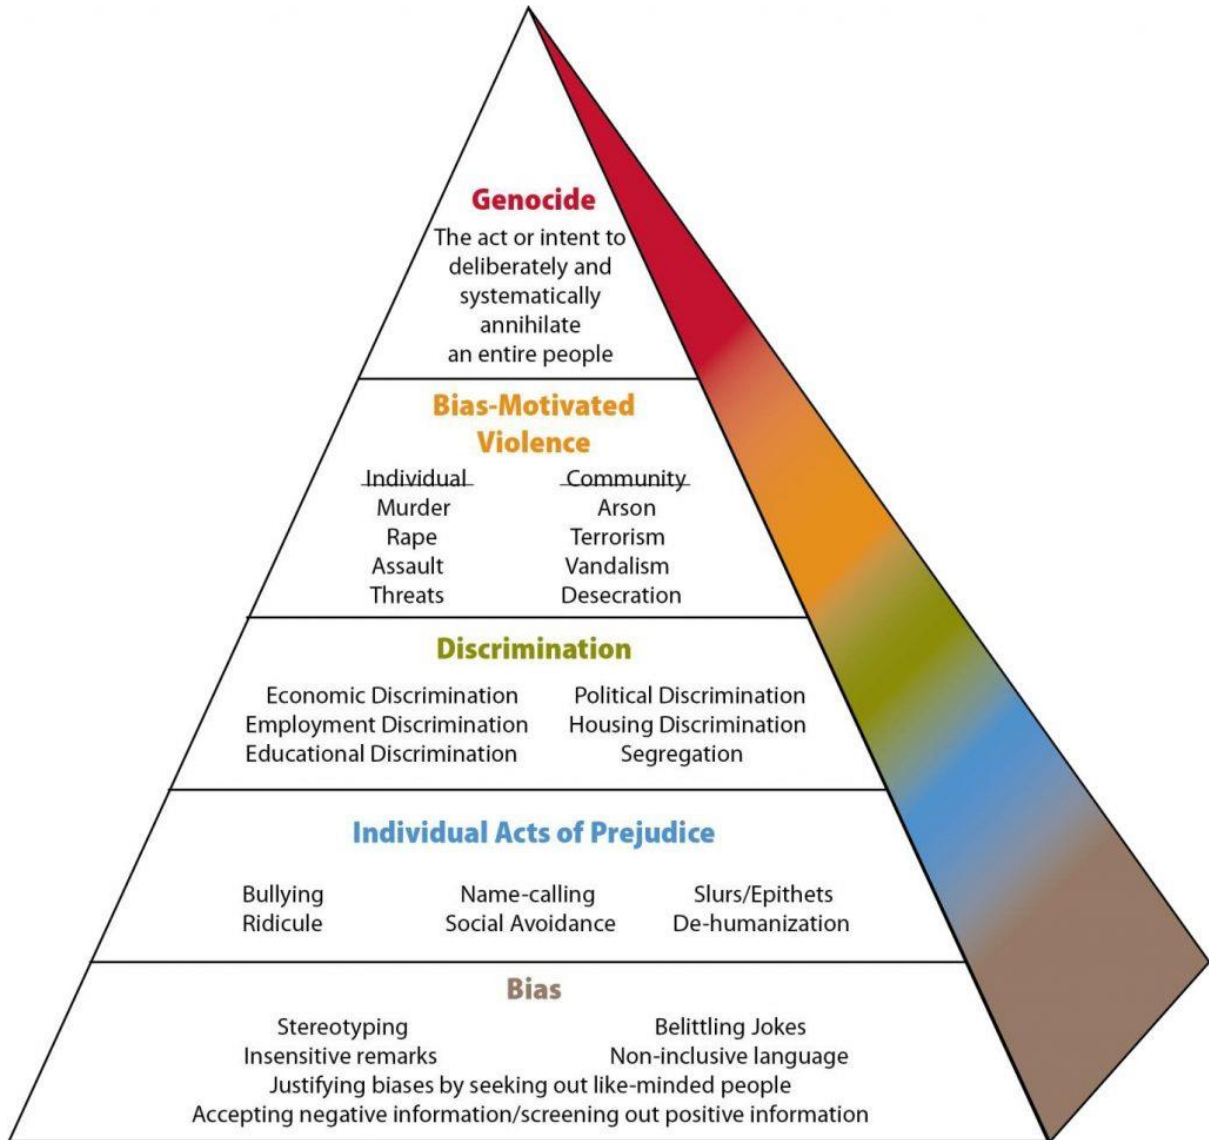 Genocide
The act or intent to
deliberately and
systematically
annihilate
an entire people
Bias-Motivated
Violence
Individual Community
Murder Arson
Rape Terrorism
Assault Vandalism
Threats Desecration
Discrimination
Economic Discrimination Political Discrimination
Employment Discrimination Housing Discrimination
Educational Discrimination Segregation
Individual Acts of Prejudice
Bullying Name-calling Slurs/Epithets
Ridicule Social Avoidance De-humanization
Bias
Stereotyping Belittling Jokes
Insensitive remarks Non-inclusive language
Justifying biases by seeking out like-minded people
Accepting negative information/screening out positive information